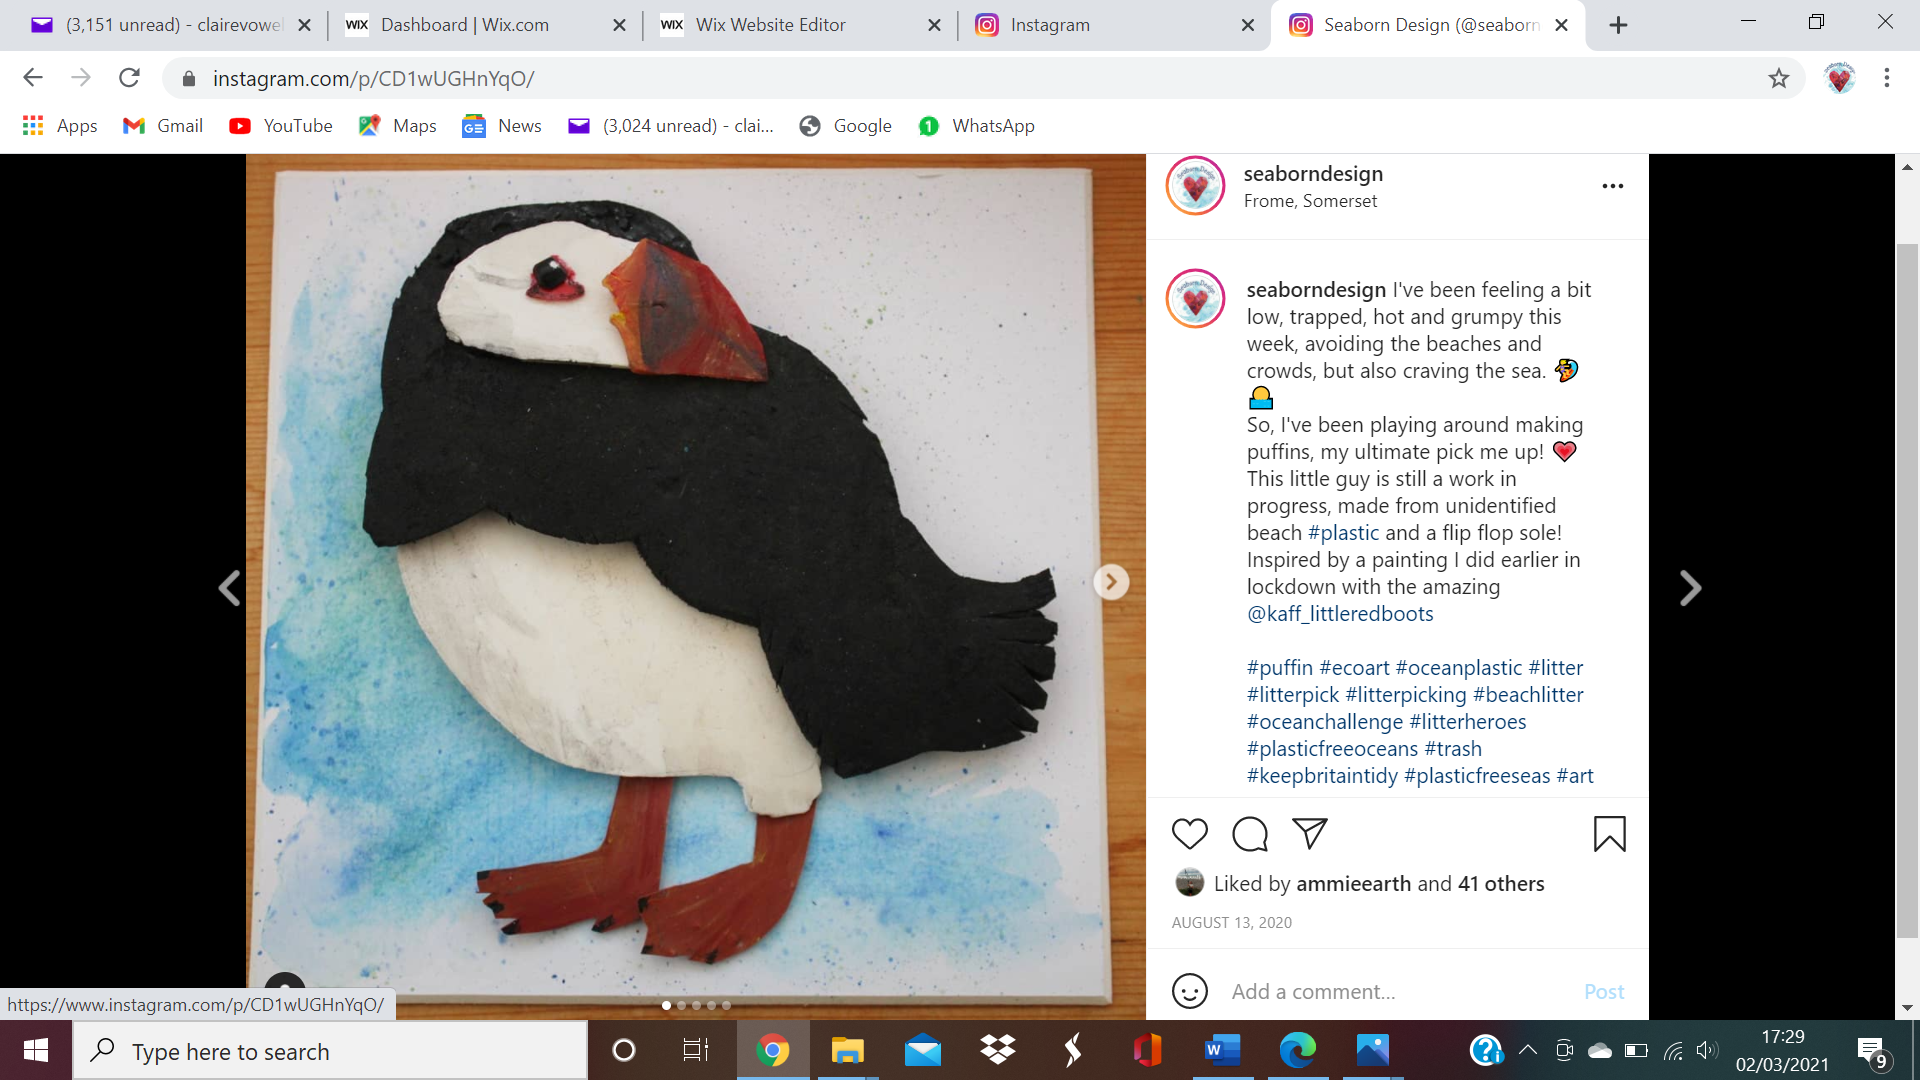 (3,151 unread) - clairevowel
WIX Dashboard | Wix.com
WIX Wix Website Editor
Instagram
Seaborn Design (@seaborn
instagram.com/p/CD1wUGHnYqO/
Apps
Gmail
YouTube
Maps
News
(3,024 unread) - clai...
Google
WhatsApp
seaborndesign
Frome, Somerset
seaborndesign I've been feeling a bit
low, trapped, hot and grumpy this
week, avoiding the beaches and
crowds, but also craving the sea.
So, I've been playing around making
puffins, my ultimate pick me up!
This little guy is still a work in
progress, made from unidentified
beach #plastic and a flip flop sole!
Inspired by a painting I did earlier in
lockdown with the amazing
@kaff_littleredboots
#puffin #ecoart #oceanplastic #litter
#litterpick #litterpicking #beachlitter
#oceanchallenge #litterheroes
#plasticfreeoceans #trash
#keepbritaintidy #plasticfreeseas #art
Liked by ammieearth and 41 others
AUGUST 13, 2020
Add a comment...
Post
https://www.instagram.com/p/CD1wUGHnYqO/
Type here to search
17:29
02/03/2021
9